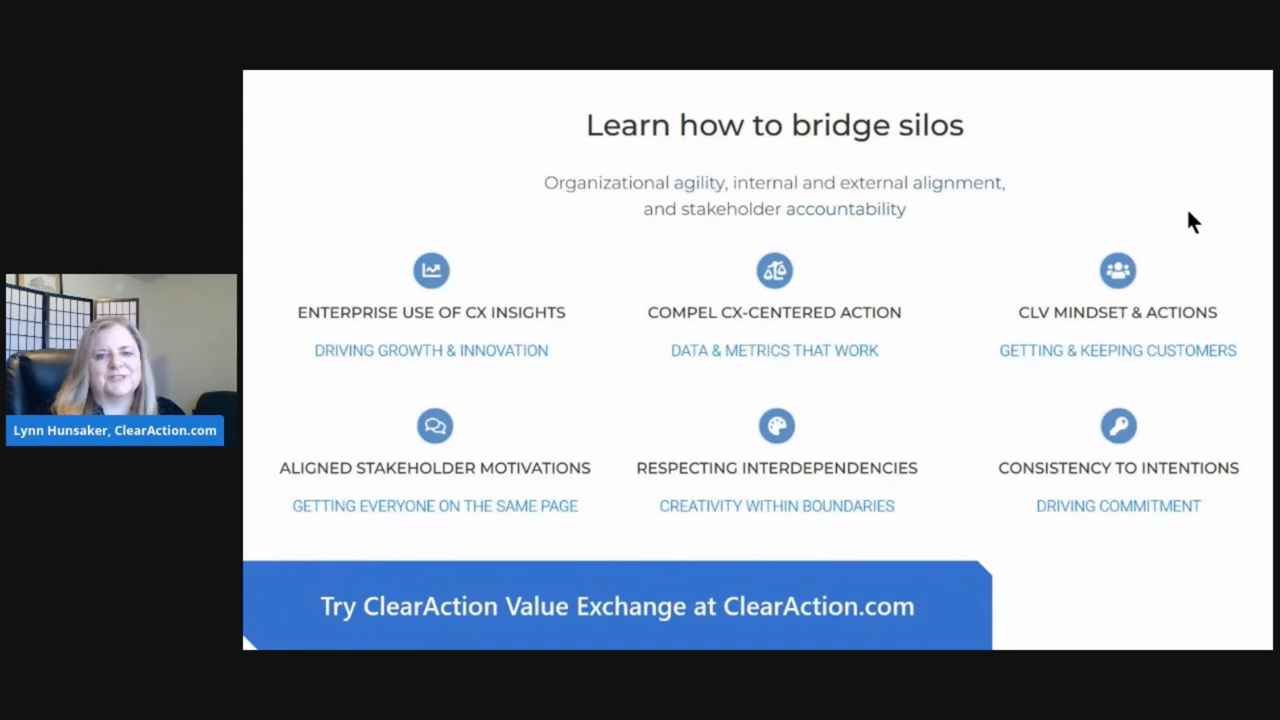 Learn how to bridge silos
Organizational agility, internal and external alignment,
and stakeholder accountability
ENTERPRISE USE OF CX INSIGHTS
DRIVING GROWTH & INNOVATION
COMPEL CX-CENTERED ACTION
DATA & METRICS THAT WORK
CLV MINDSET & ACTIONS
GETTING & KEEPING CUSTOMERS
ALIGNED STAKEHOLDER MOTIVATIONS
GETTING EVERYONE ON THE SAME PAGE
RESPECTING INTERDEPENDENCIES
CREATIVITY WITHIN BOUNDARIES
CONSISTENCY TO INTENTIONS
DRIVING COMMITMENT
Lynn Hunsaker, ClearAction.com
Try ClearAction Value Exchange at ClearAction.com